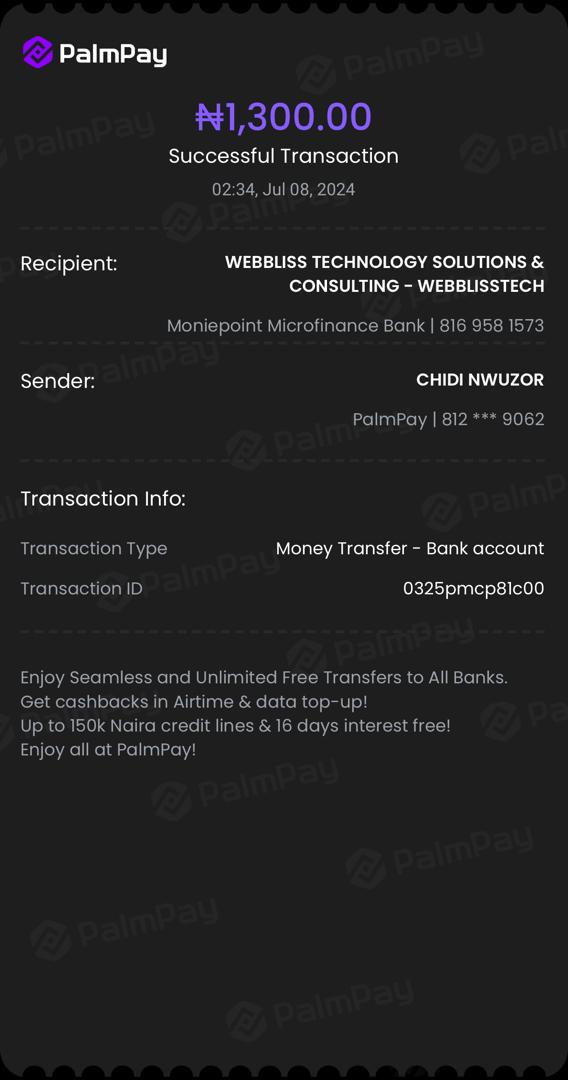 PalmPay
₦1,300.00
Successful Transaction
02:34, Jul 08, 2024
Recipient: WEBBLISS TECHNOLOGY SOLUTIONS &
CONSULTING - WEBBLISSTECH
Moniepoint Microfinance Bank | 816 958 1573
Sender: CHIDI NWUZOR
PalmPay | 812 *** 9062
Transaction Info:
Transaction Type Money Transfer - Bank account
Transaction ID 0325pmcp81c00
Enjoy Seamless and Unlimited Free Transfers to All Banks.
Get cashbacks in Airtime & data top-up!
Up to 150k Naira credit lines & 16 days interest free!
Enjoy all at PalmPay!